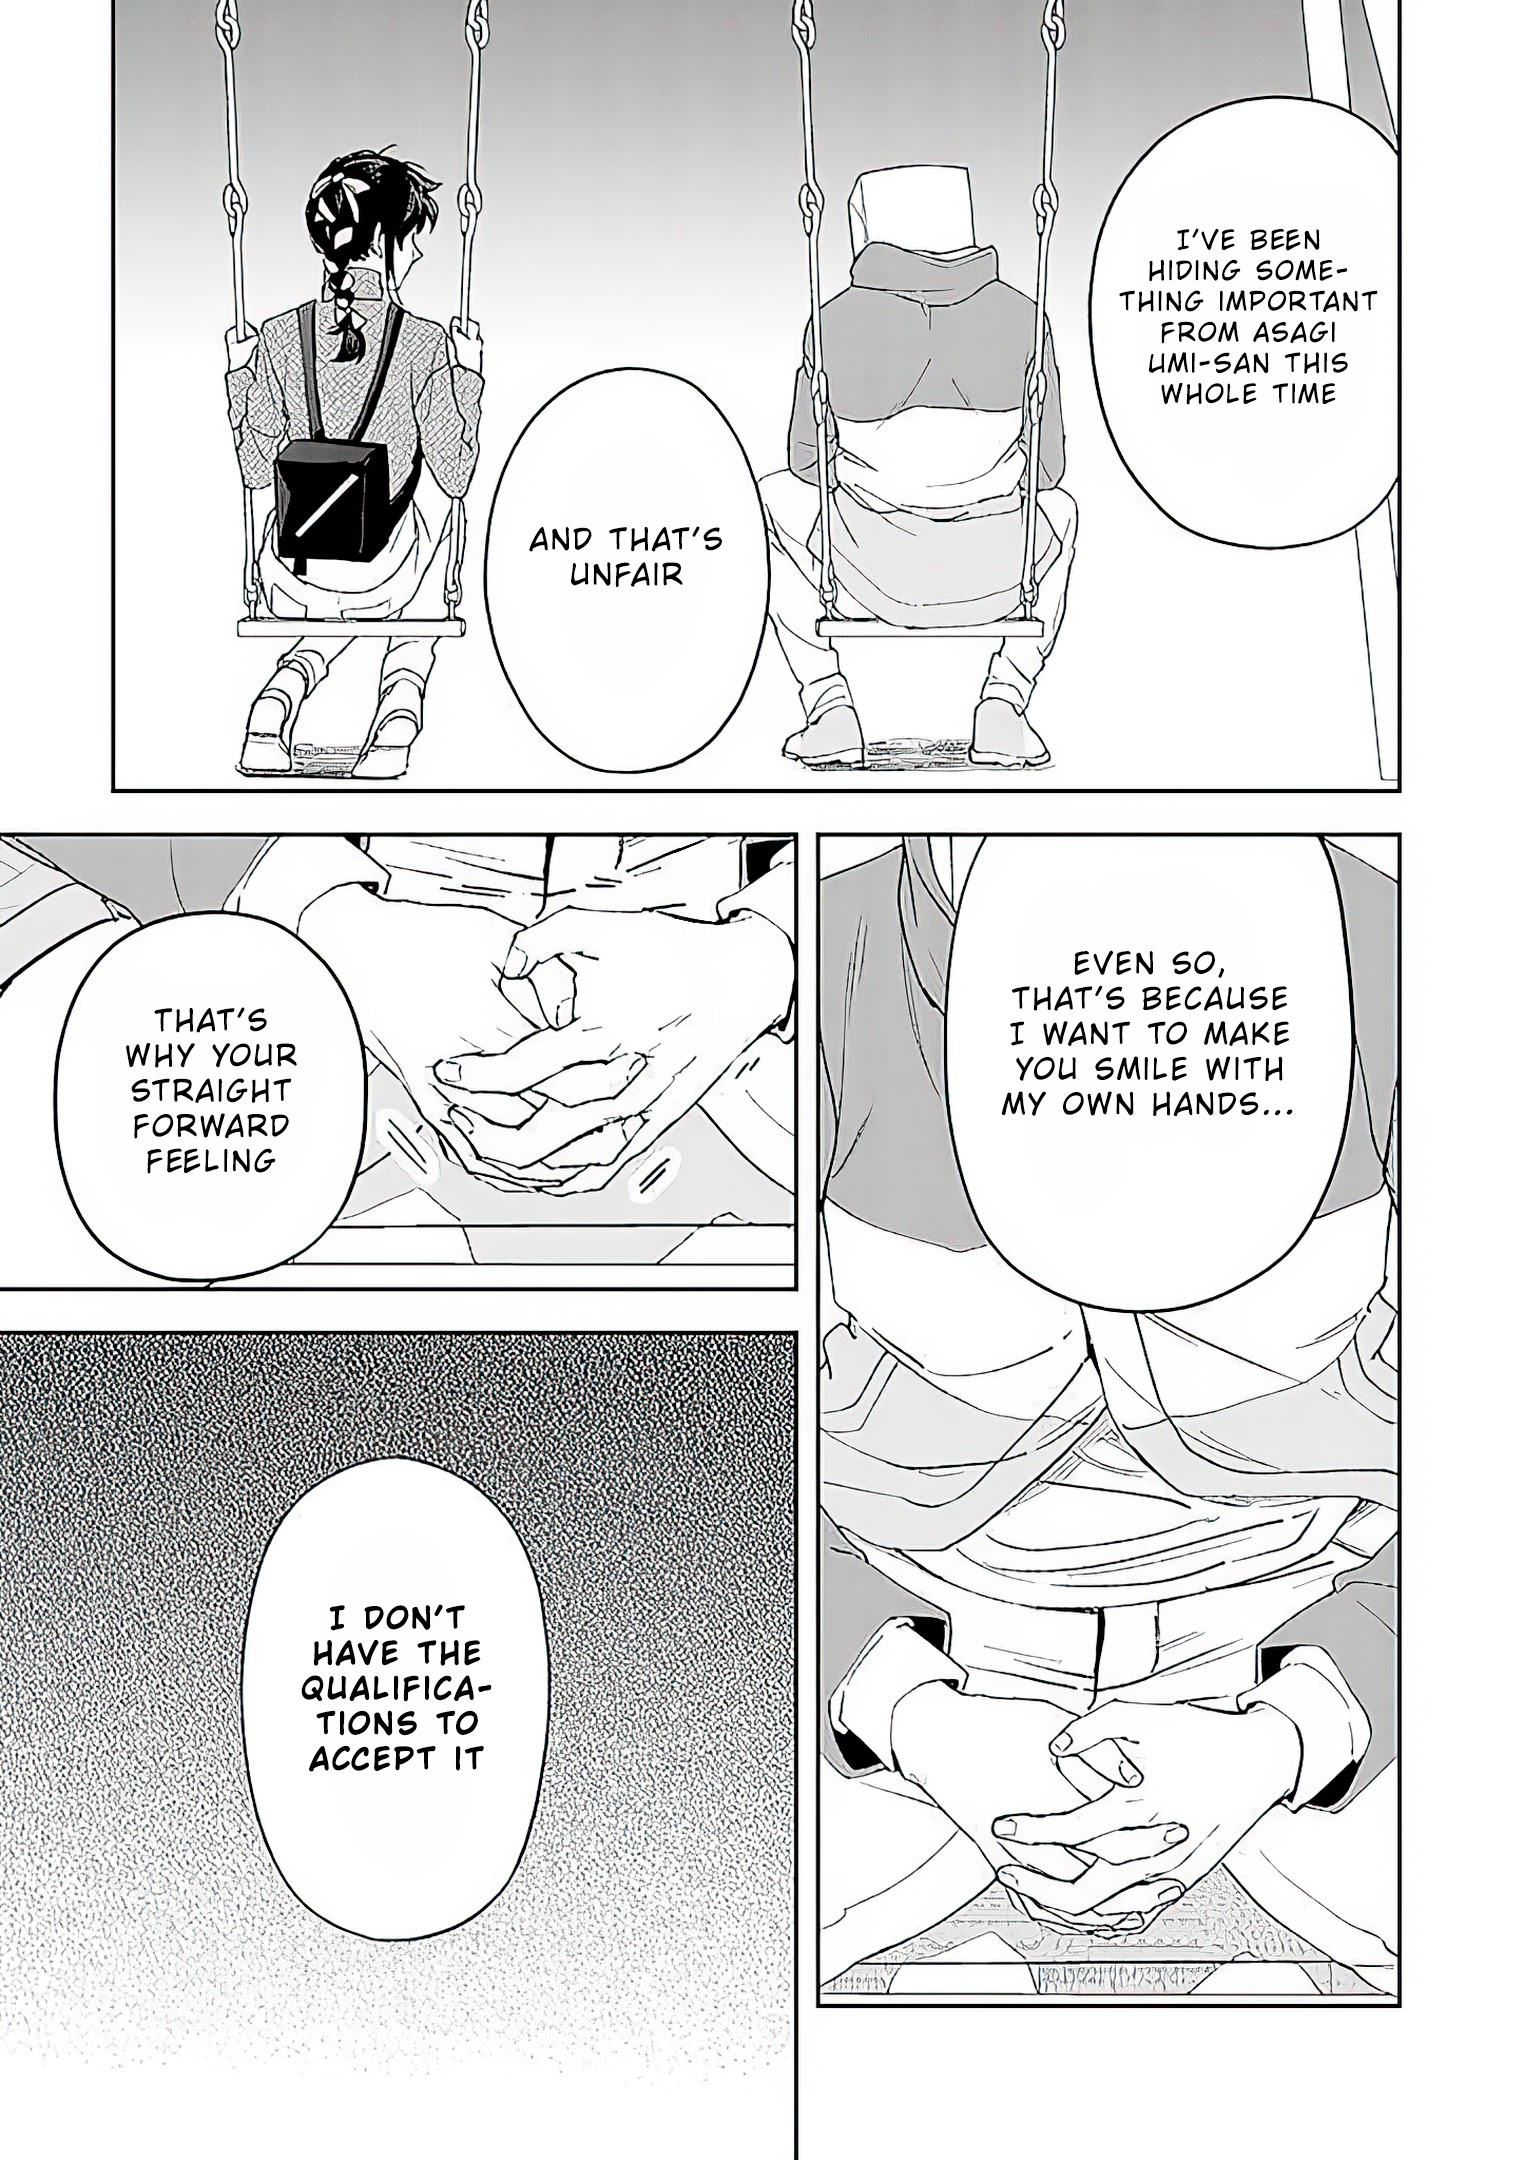 I'VE BEEN
HIDING SOME-
THING IMPORTANT
FROM ASAGI
UMI-SAN THIS
WHOLE TIME
AND THAT'S
UNFAIR
EVEN SO,
THAT'S BECAUSE
I WANT TO MAKE
YOU SMILE WITH
MY OWN HANDS...
THAT'S
WHY YOUR
STRAIGHT
FORWARD
FEELING
I DON'T
HAVE THE
QUALIFICA-
TIONS TO
ACCEPT IT